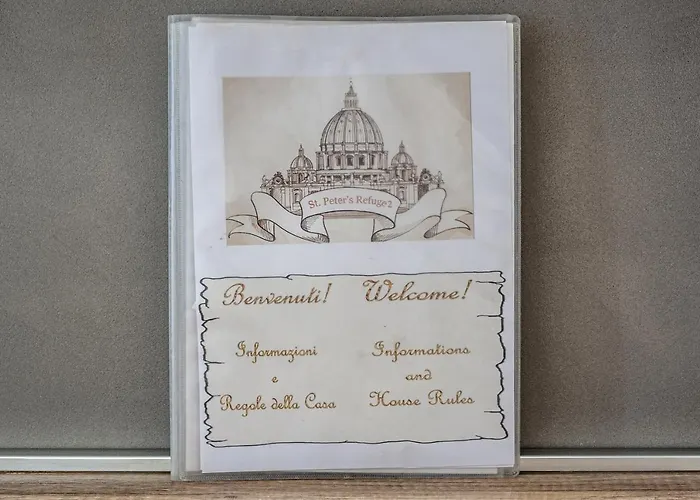 St. Peter's Refuge 2
Benvenuti!
Informazioni
e
Regole della Casa
Welcome!
Informations
and
House Rules